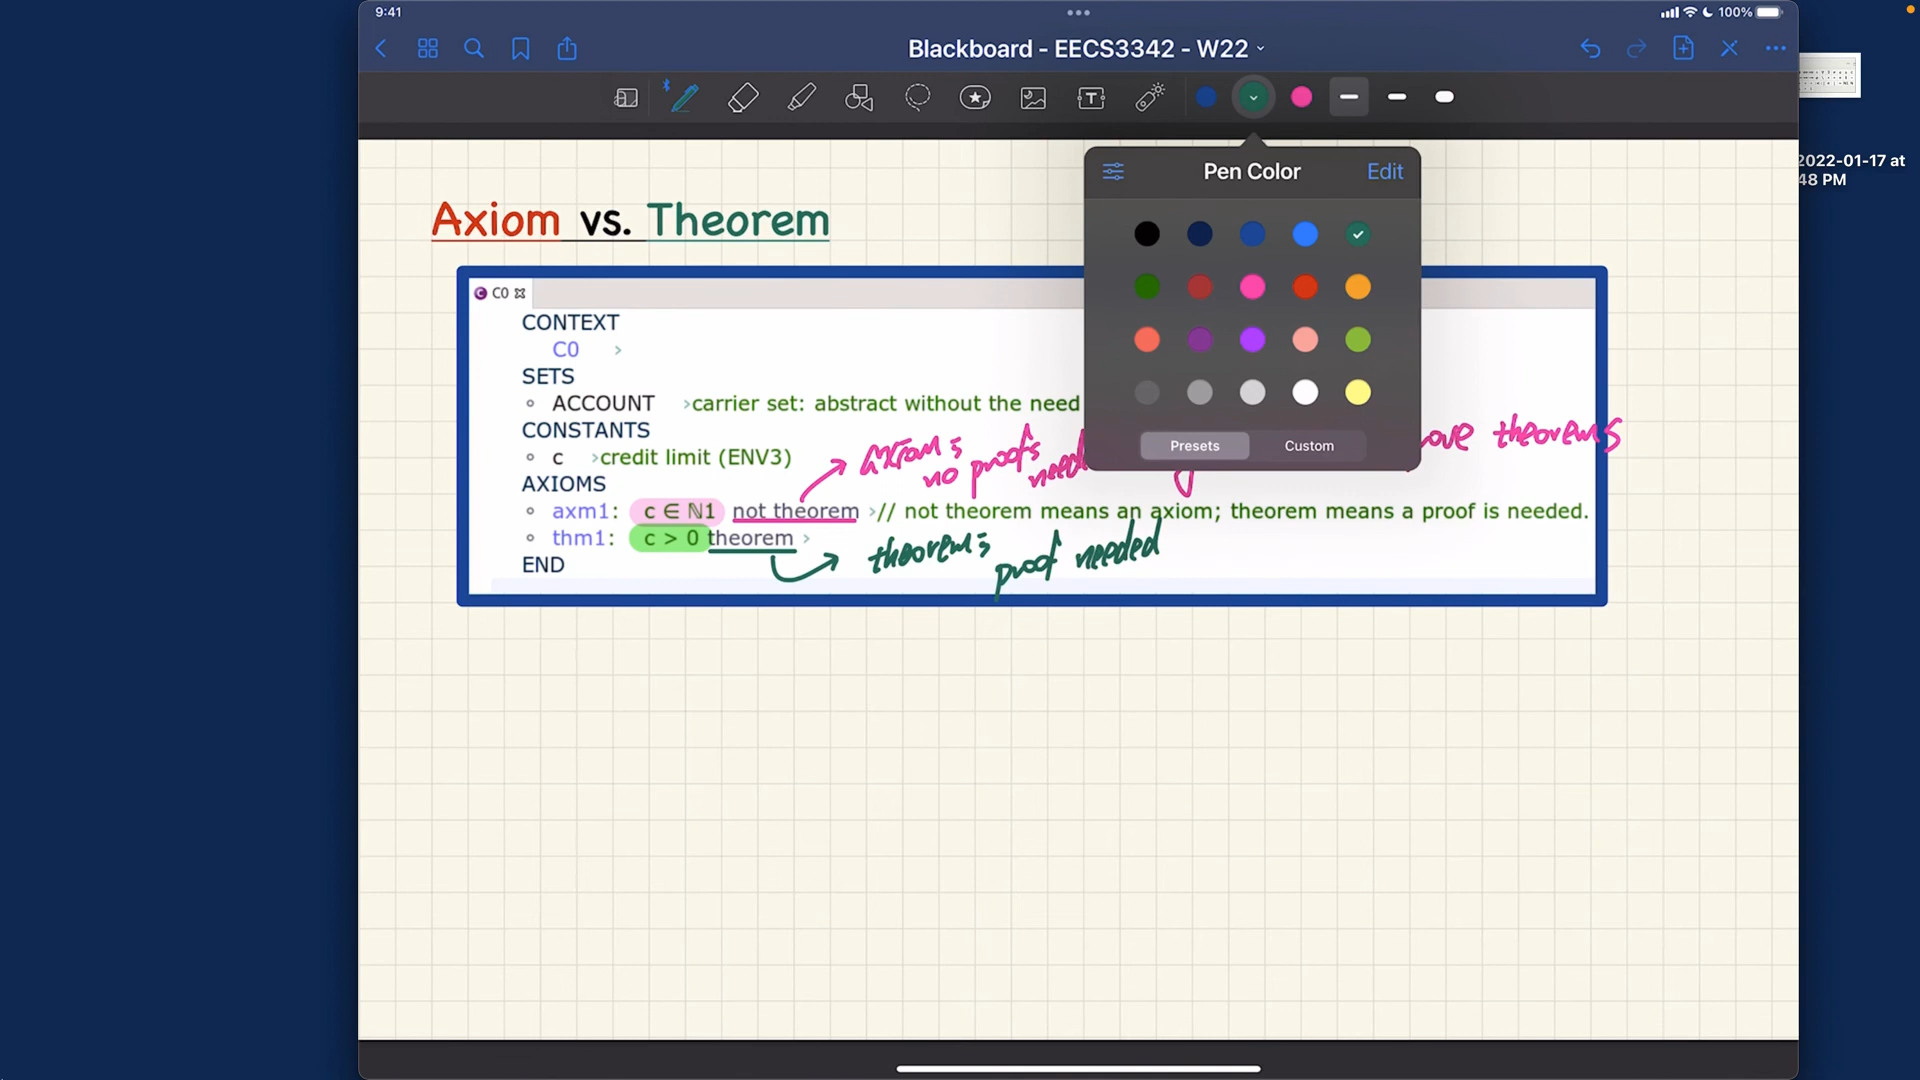 9:41
100%
Blackboard - EECS3342 - W22
2022-01-17 at
48 PM
Pen Color
Edit
Presets
Custom
Axiom vs. Theorem
C0
CONTEXT
C0 >
SETS
ACCOUNT >carrier set: abstract without the need
CONSTANTS
c >credit limit (ENV3)
AXIOMS
axioms
no proofs
theorems
axm1: c ∈ ℕ1 not theorem >// not theorem means an axiom; theorem means a proof is needed.
thm1: c > 0 theorem >
END
theorems
proof needed